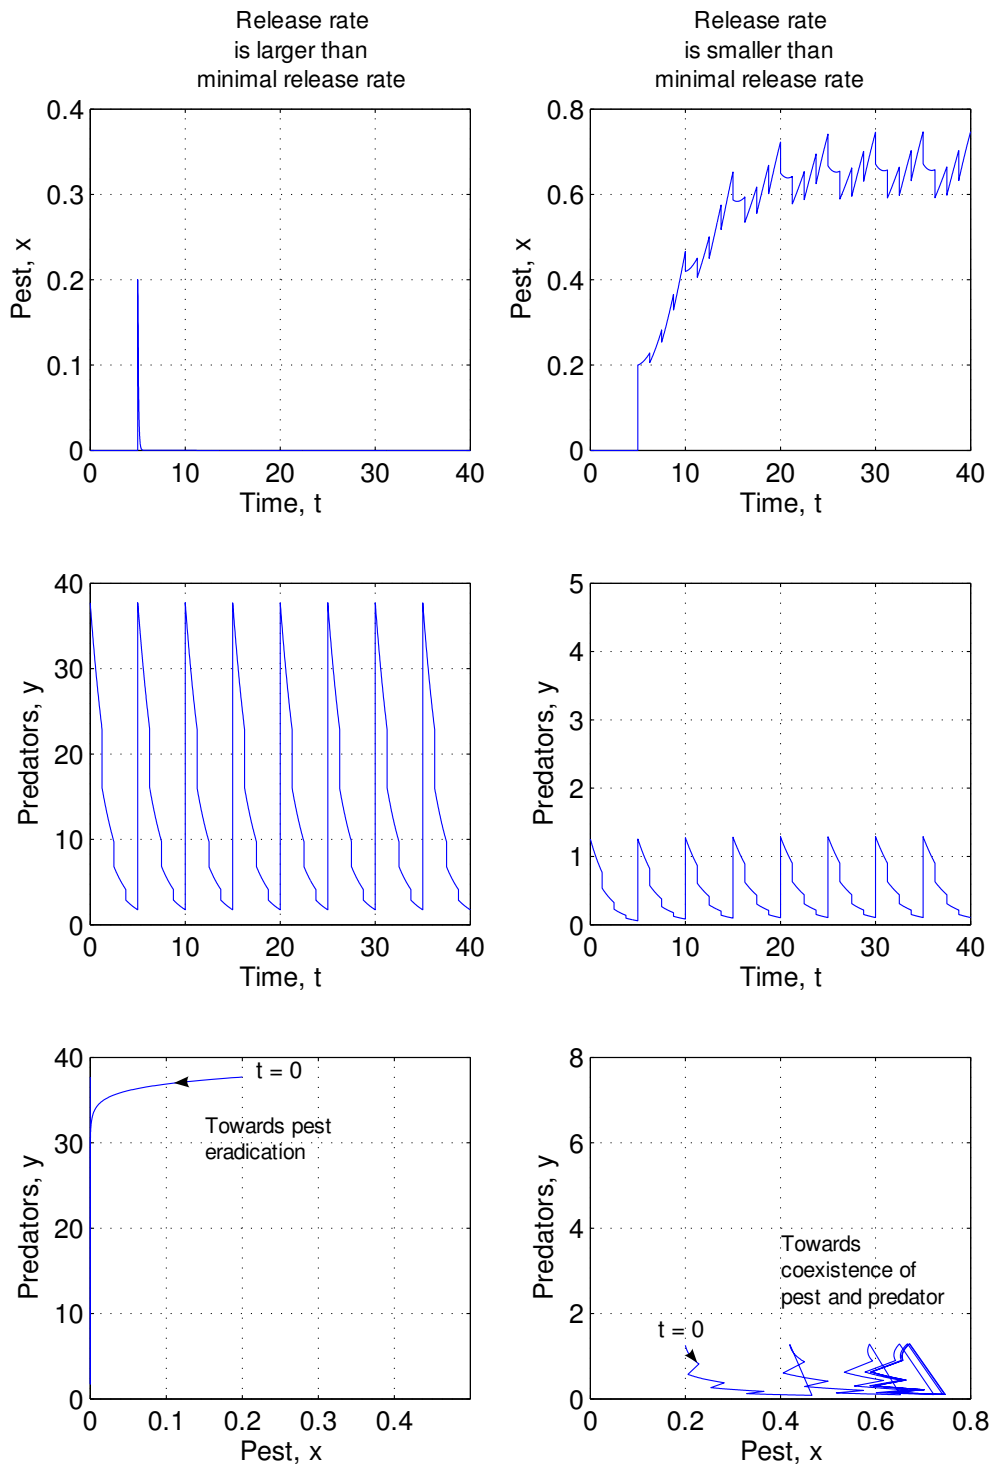 Release rate
is larger than
minimal release rate
Release rate
is smaller than
minimal release rate
0.4
0.3
0.2
0.1
0
Pest, x
0 10 20 30 40
Time, t
0.8
0.6
0.4
0.2
0
Pest, x
0 10 20 30 40
Time, t
40
30
20
10
0
Predators, y
0 10 20 30 40
Time, t
5
4
3
2
1
0
Predators, y
0 10 20 30 40
Time, t
40
30
20
10
0
Predators, y
t = 0
Towards pest
eradication
0 0.1 0.2 0.3 0.4
Pest, x
8
6
4
2
0
Predators, y
Towards
coexistence of
pest and predator
t = 0
0 0.2 0.4 0.6 0.8
Pest, x